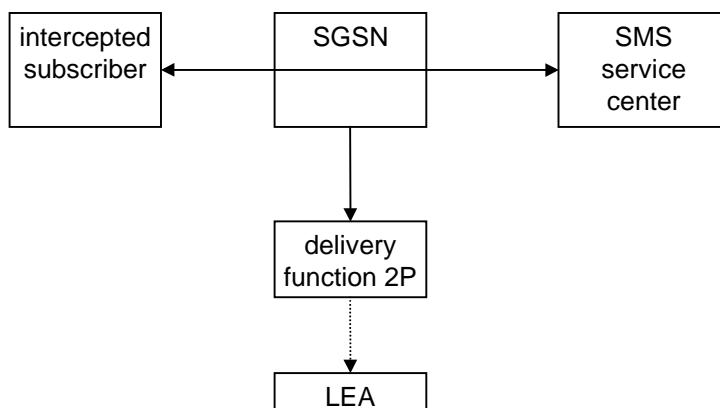 intercepted
subscriber
SGSN
SMS
service
center
delivery
function 2P
LEA